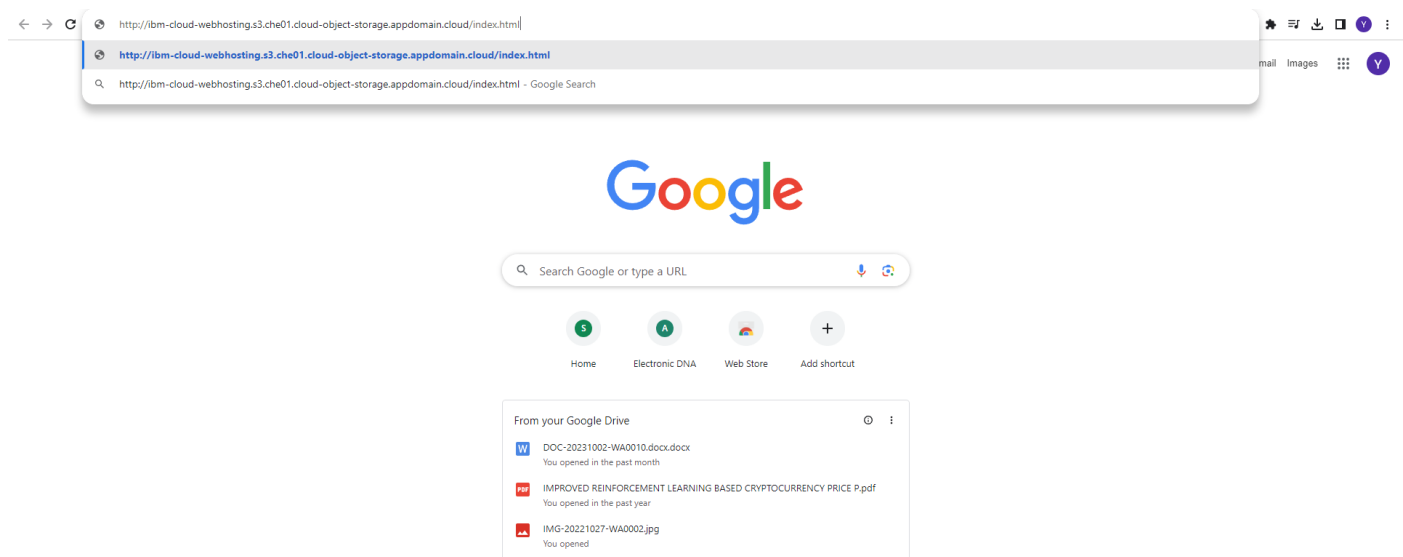 http://ibm-cloud-webhosting.s3.che01.cloud-object-storage.appdomain.cloud/index.html
Y
http://ibm-cloud-webhosting.s3.che01.cloud-object-storage.appdomain.cloud/index.html
http://ibm-cloud-webhosting.s3.che01.cloud-object-storage.appdomain.cloud/index.html - Google Search
mail Images Y
Google
Search Google or type a URL
S A
Home Electronic DNA Web Store Add shortcut
From your Google Drive
W DOC-20231002-WA0010.docx.docx
You opened in the past month
PDF IMPROVED REINFORCEMENT LEARNING BASED CRYPTOCURRENCY PRICE P.pdf
You opened in the past year
IMG-20221027-WA0002.jpg
You opened